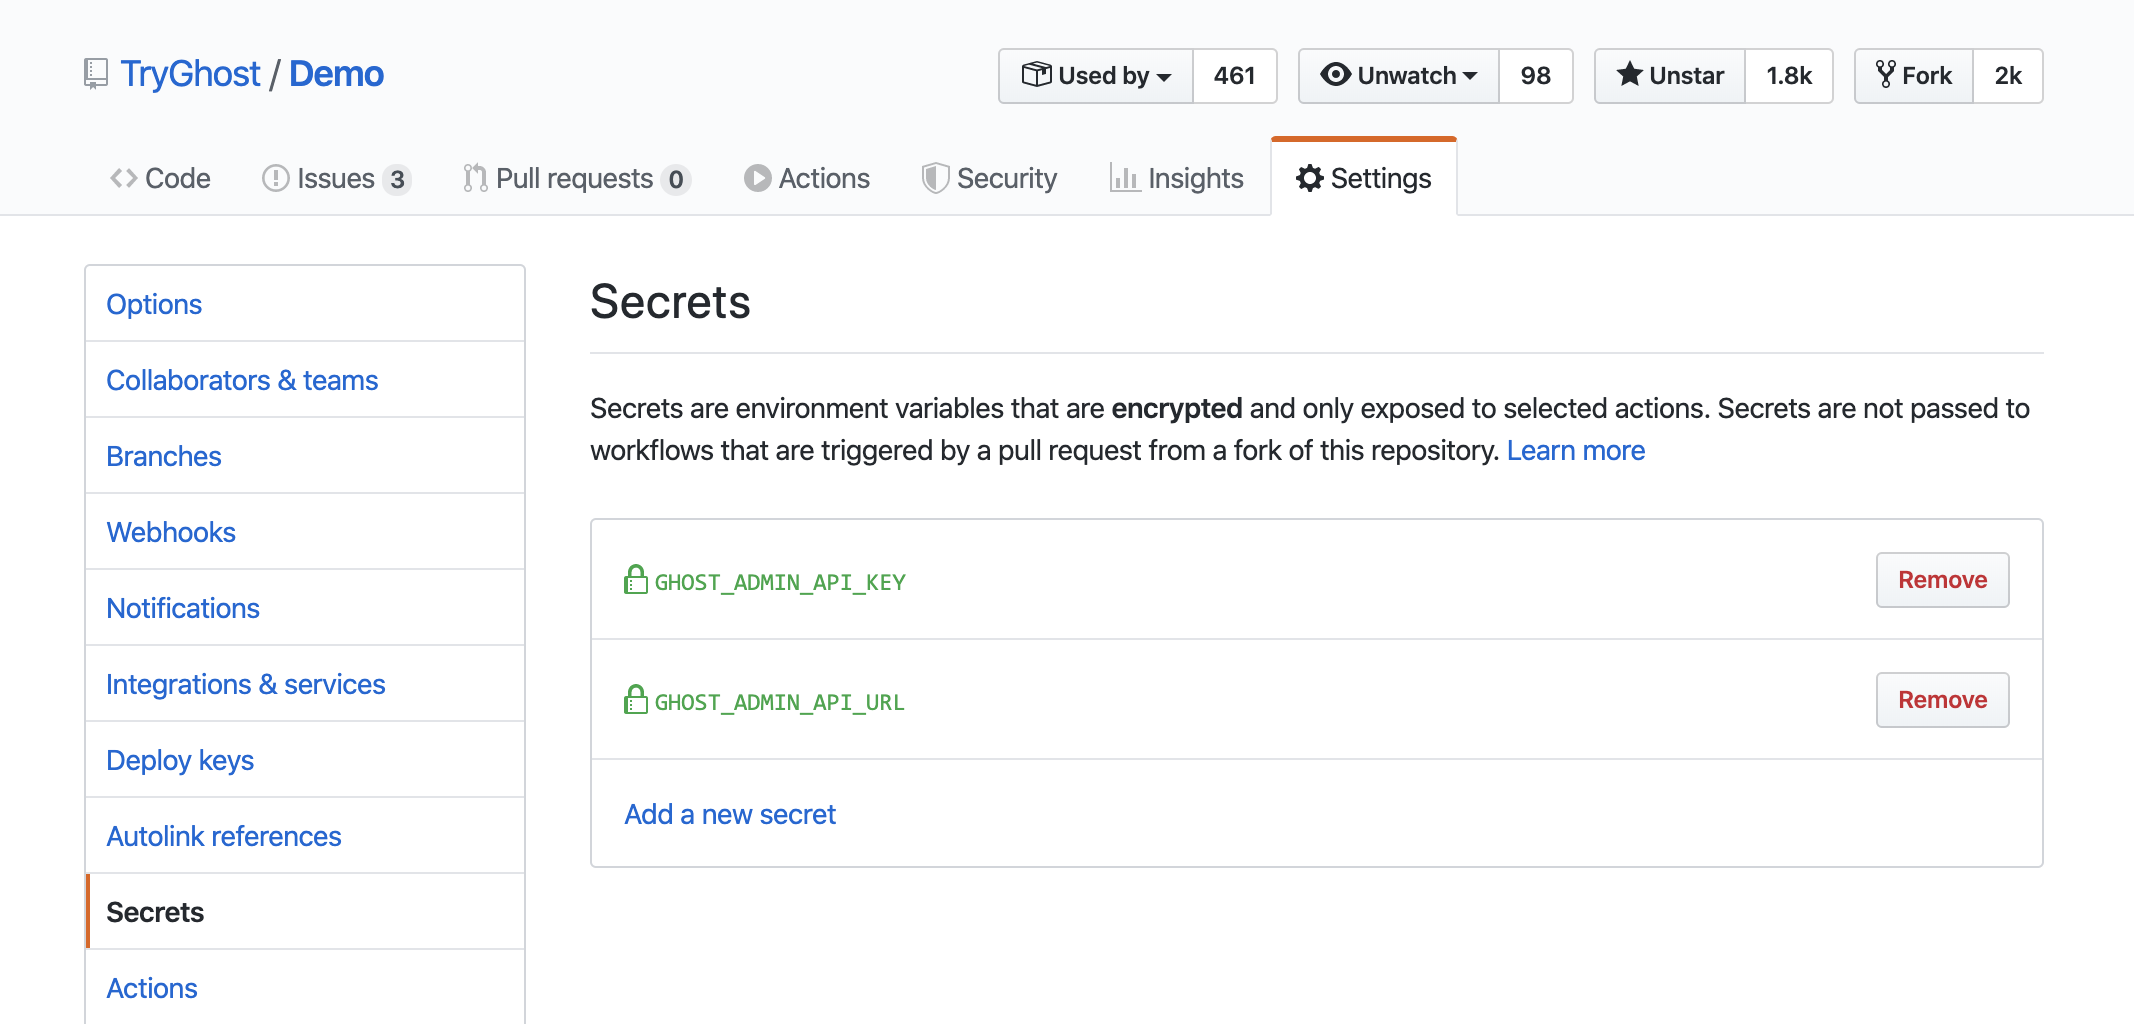 TryGhost / Demo
Used by 461 Unwatch 98 Unstar 1.8k Fork 2k
Code Issues 3 Pull requests 0 Actions Security Insights Settings
Options
Collaborators & teams
Branches
Webhooks
Notifications
Integrations & services
Deploy keys
Autolink references
Secrets
Actions
Secrets
Secrets are environment variables that are encrypted and only exposed to selected actions. Secrets are not passed to
workflows that are triggered by a pull request from a fork of this repository. Learn more
GHOST_ADMIN_API_KEY Remove
GHOST_ADMIN_API_URL Remove
Add a new secret